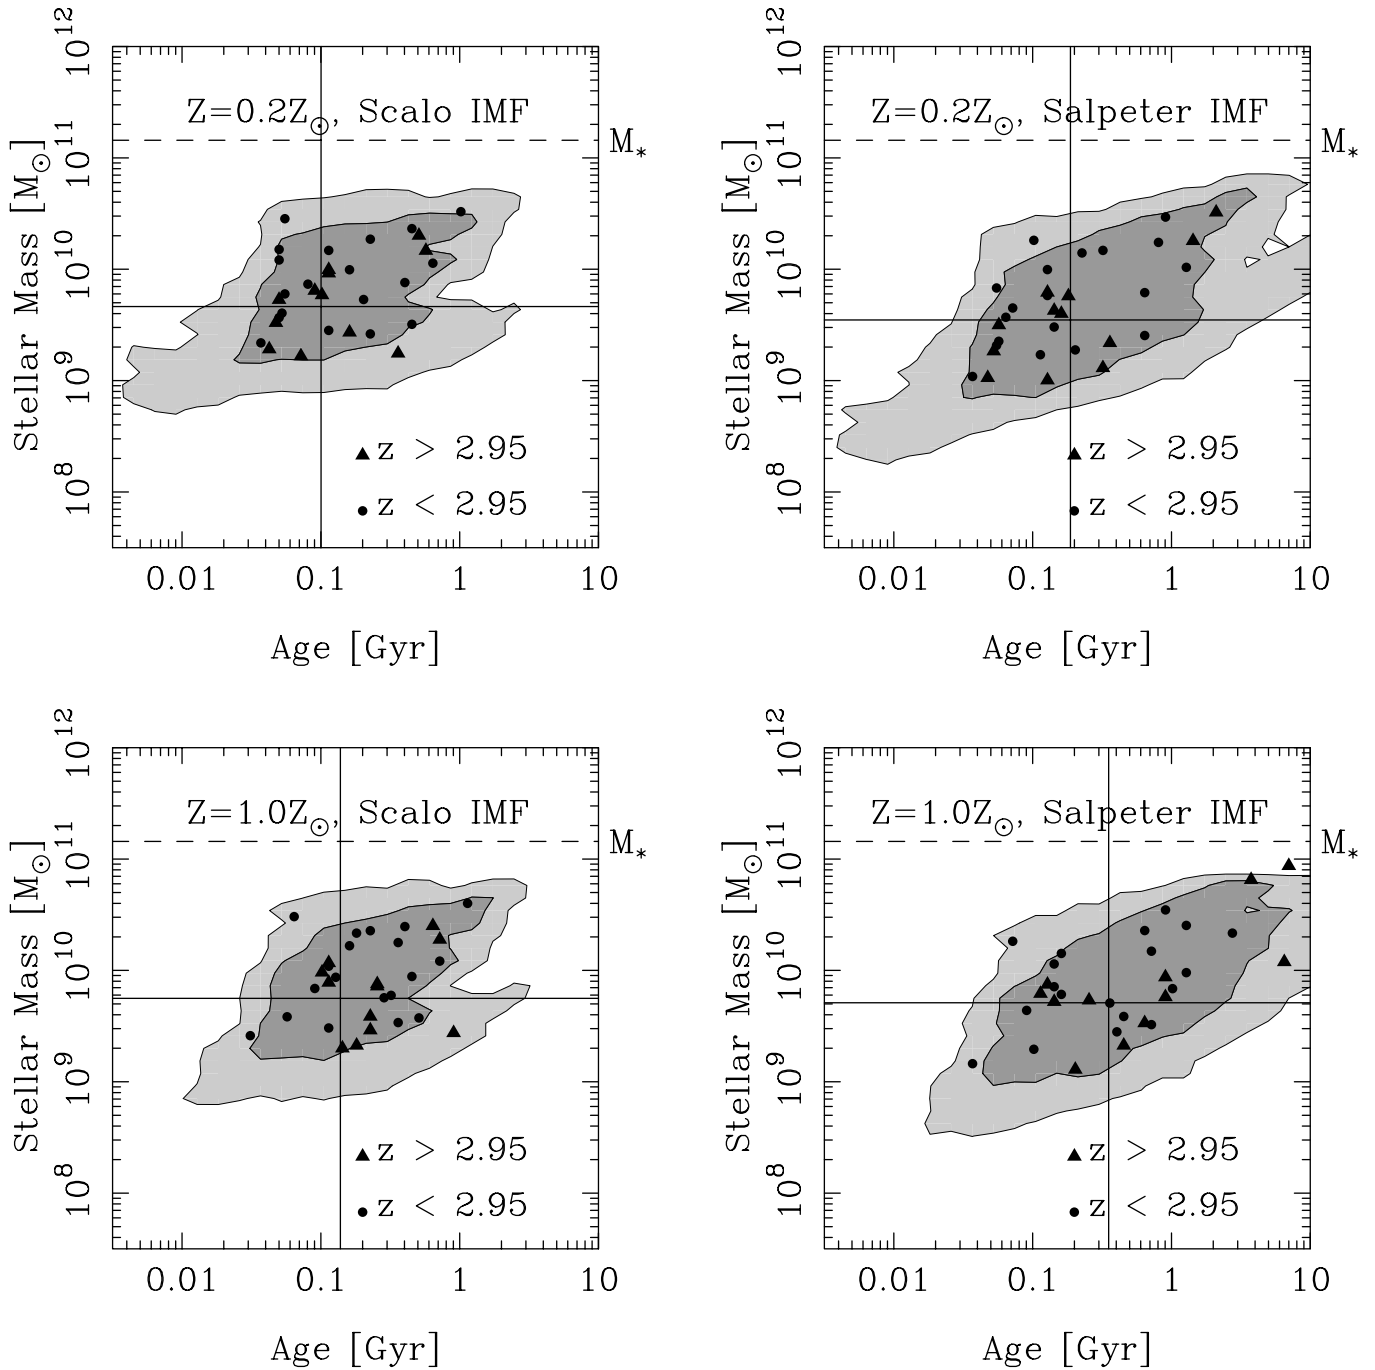 Z=0.2Z⊙, Scalo IMF
M*
Stellar Mass [M⊙]
10^12
10^11
10^10
10^9
10^8
z > 2.95
z < 2.95
0.01 0.1 1 10
Age [Gyr]
Z=0.2Z⊙, Salpeter IMF
M*
Stellar Mass [M⊙]
10^12
10^11
10^10
10^9
10^8
z > 2.95
z < 2.95
0.01 0.1 1 10
Age [Gyr]
Z=1.0Z⊙, Scalo IMF
M*
Stellar Mass [M⊙]
10^12
10^11
10^10
10^9
10^8
z > 2.95
z < 2.95
0.01 0.1 1 10
Age [Gyr]
Z=1.0Z⊙, Salpeter IMF
M*
Stellar Mass [M⊙]
10^12
10^11
10^10
10^9
10^8
z > 2.95
z < 2.95
0.01 0.1 1 10
Age [Gyr]